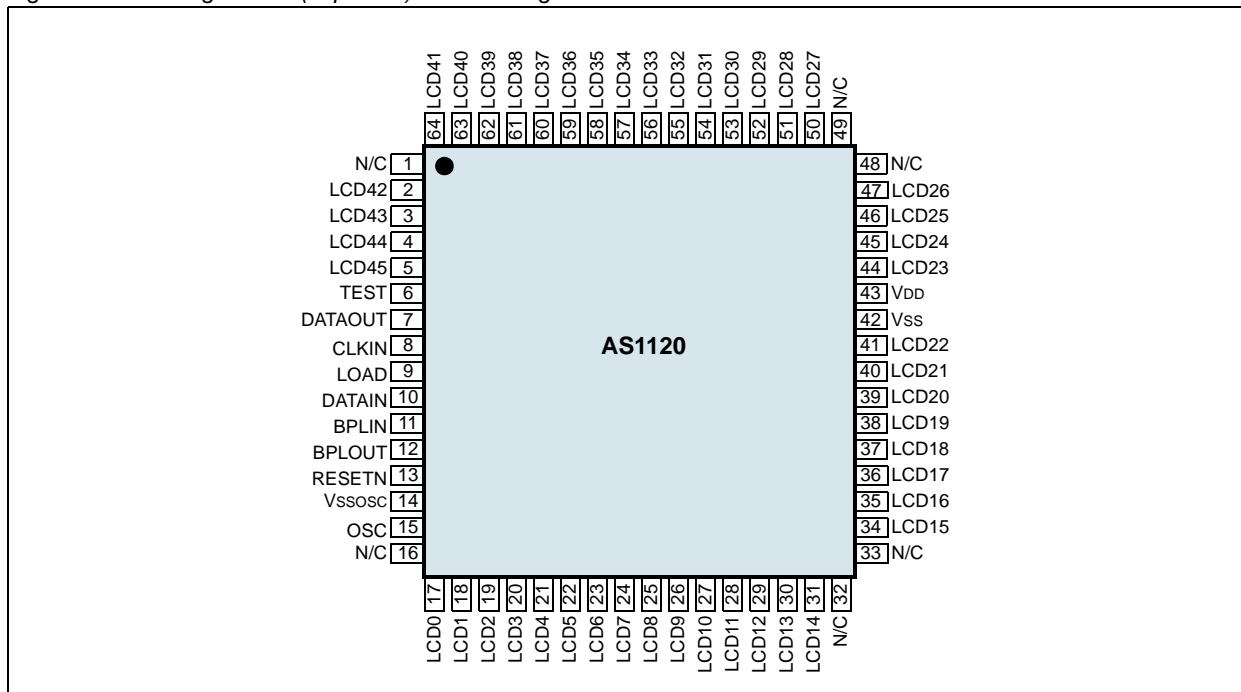 LCD41 LCD40 LCD39 LCD38 LCD37 LCD36 LCD35 LCD34 LCD33 LCD32 LCD31 LCD30 LCD29 LCD28 LCD27 N/C
64 63 62 61 60 59 58 57 56 55 54 53 52 51 50 49
N/C 1
LCD42 2
LCD43 3
LCD44 4
LCD45 5
TEST 6
DATAOUT 7
CLKIN 8
LOAD 9
DATAIN 10
BPLIN 11
BPLOUT 12
RESETN 13
VSSOSC 14
OSC 15
N/C 16
AS1120
48 N/C
47 LCD26
46 LCD25
45 LCD24
44 LCD23
43 VDD
42 VSS
41 LCD22
40 LCD21
39 LCD20
38 LCD19
37 LCD18
36 LCD17
35 LCD16
34 LCD15
33 N/C
17 18 19 20 21 22 23 24 25 26 27 28 29 30 31 32
LCD0 LCD1 LCD2 LCD3 LCD4 LCD5 LCD6 LCD7 LCD8 LCD9 LCD10 LCD11 LCD12 LCD13 LCD14 N/C